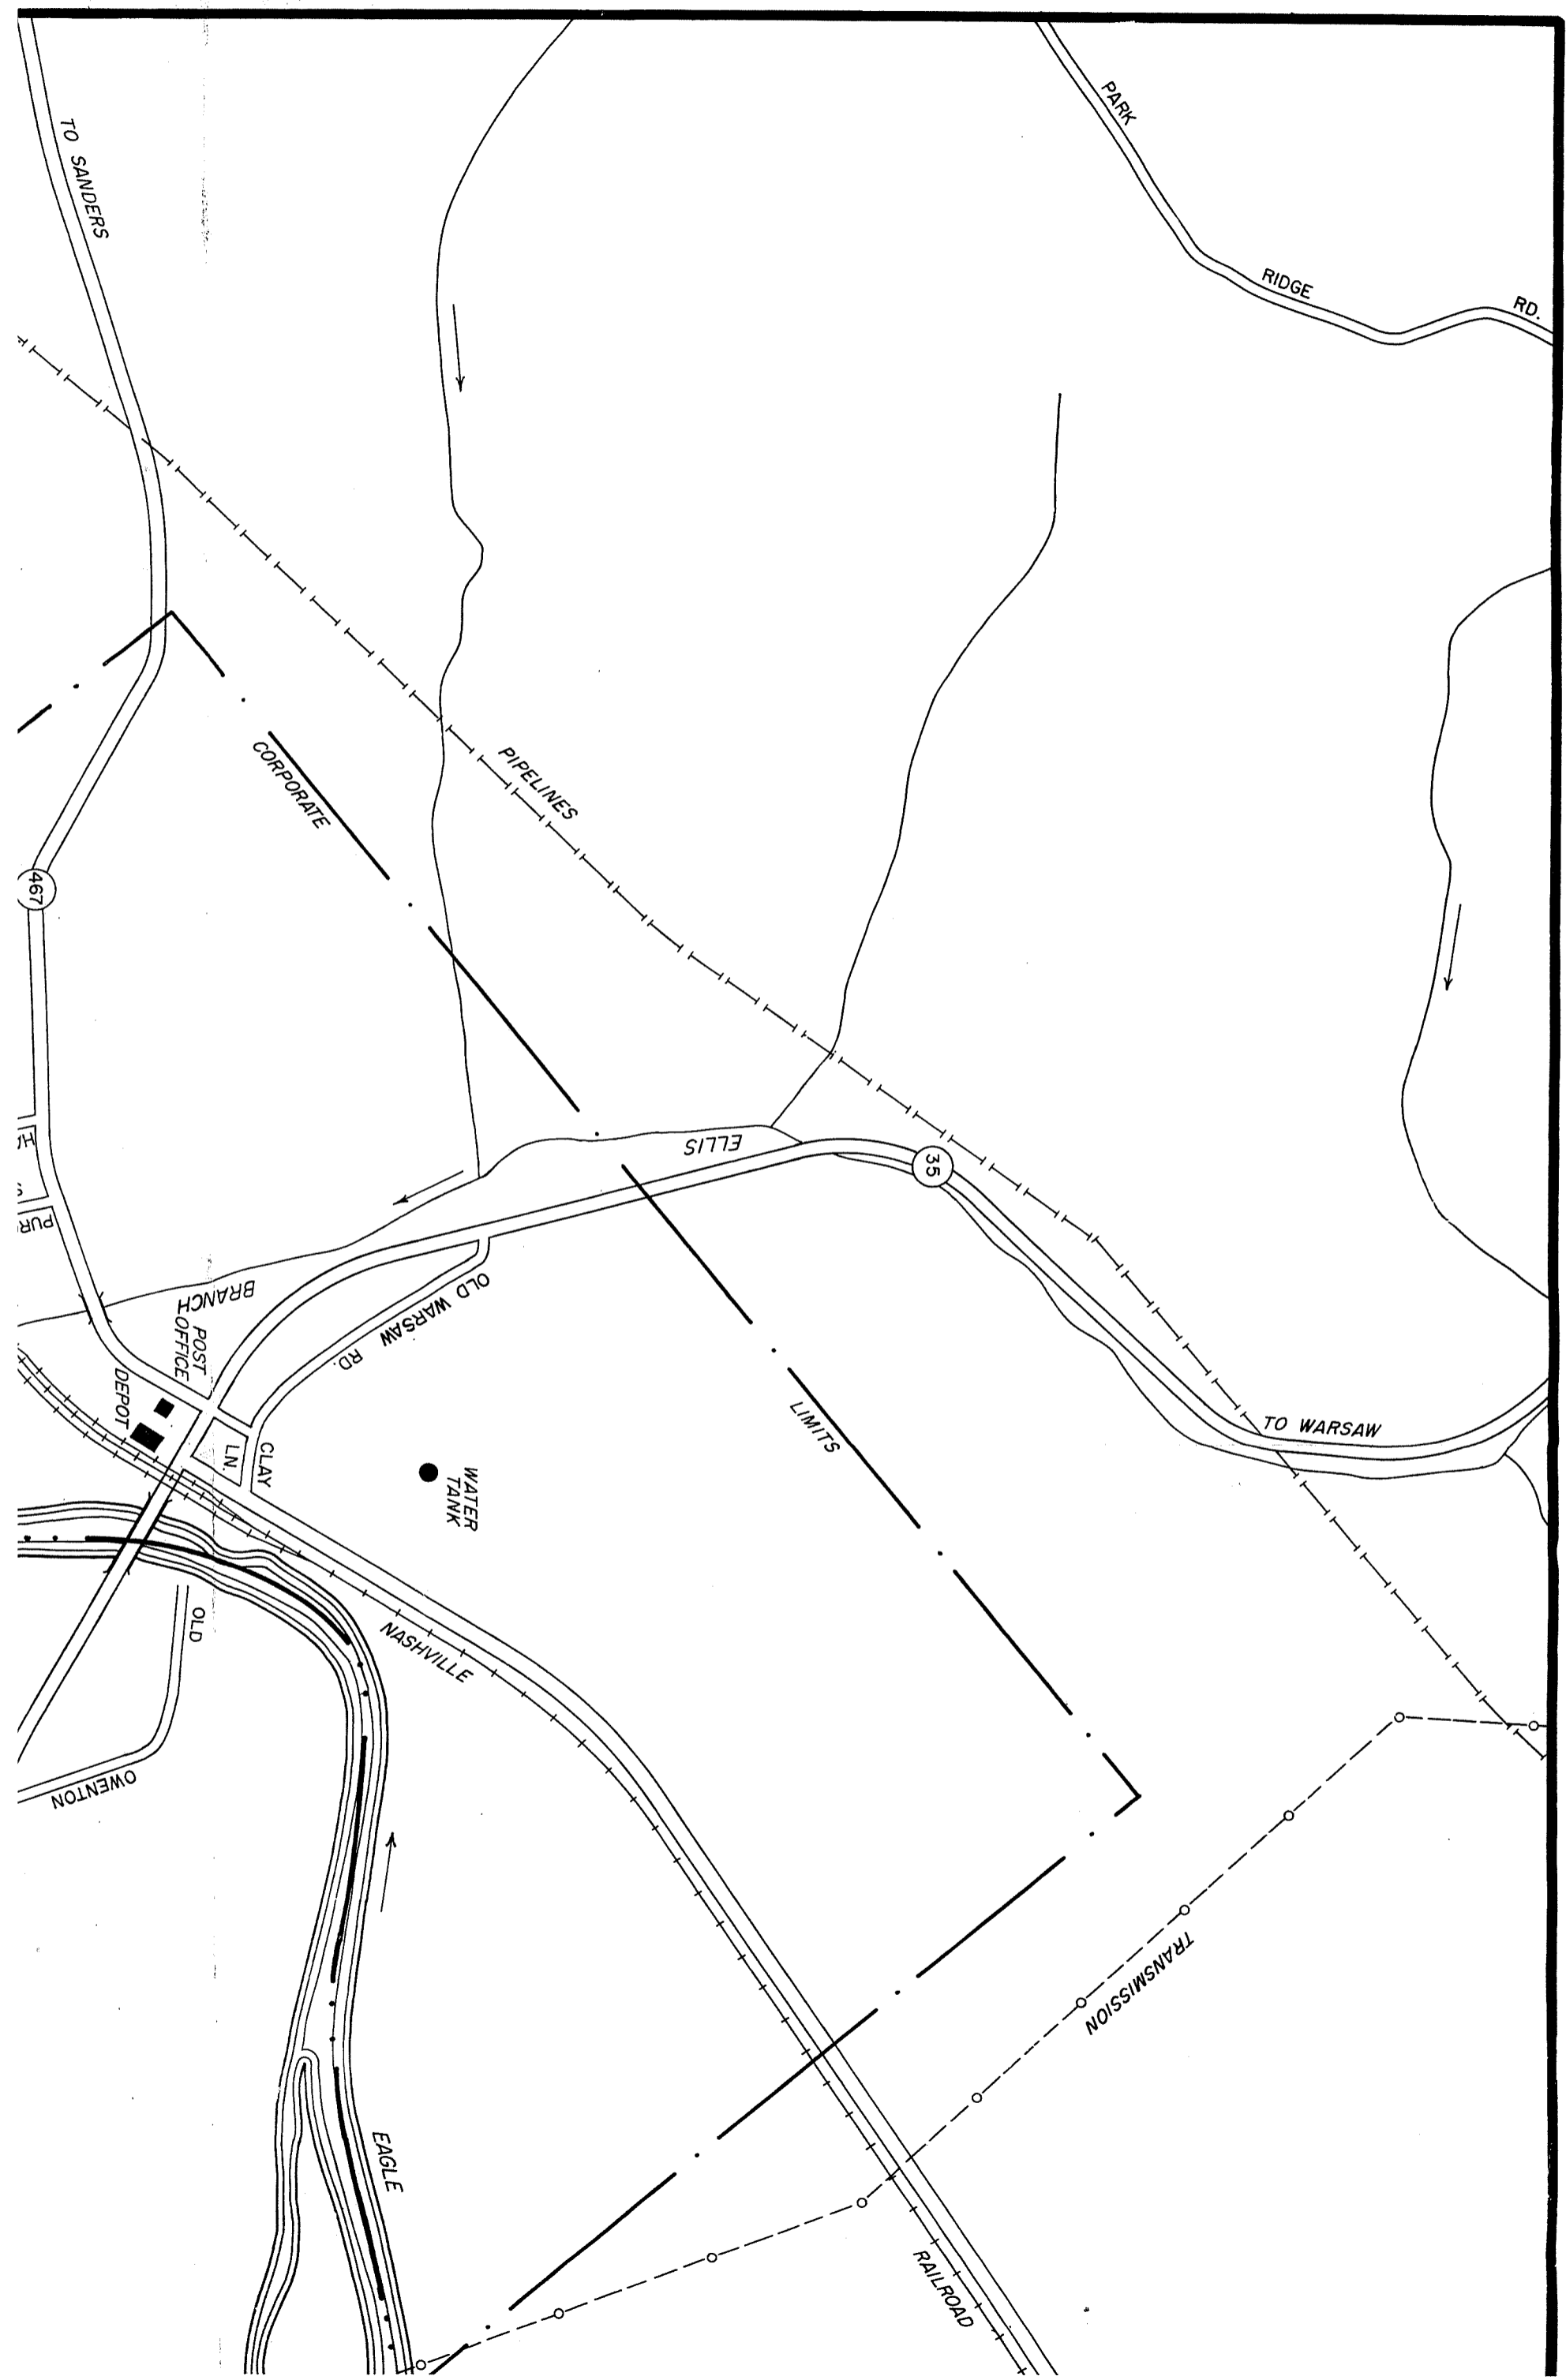 PARK
RIDGE
RD.
TO SANDERS
PIPELINES
CORPORATE
467
ELLIS
35
BRANCH
OLD WARSAW
RD.
POST
OFFICE
DEPOT
CLAY
LN.
WATER
TANK
LIMITS
TO WARSAW
OLD
NASHVILLE
OWENTON
TRANSMISSION
EAGLE
RAILROAD